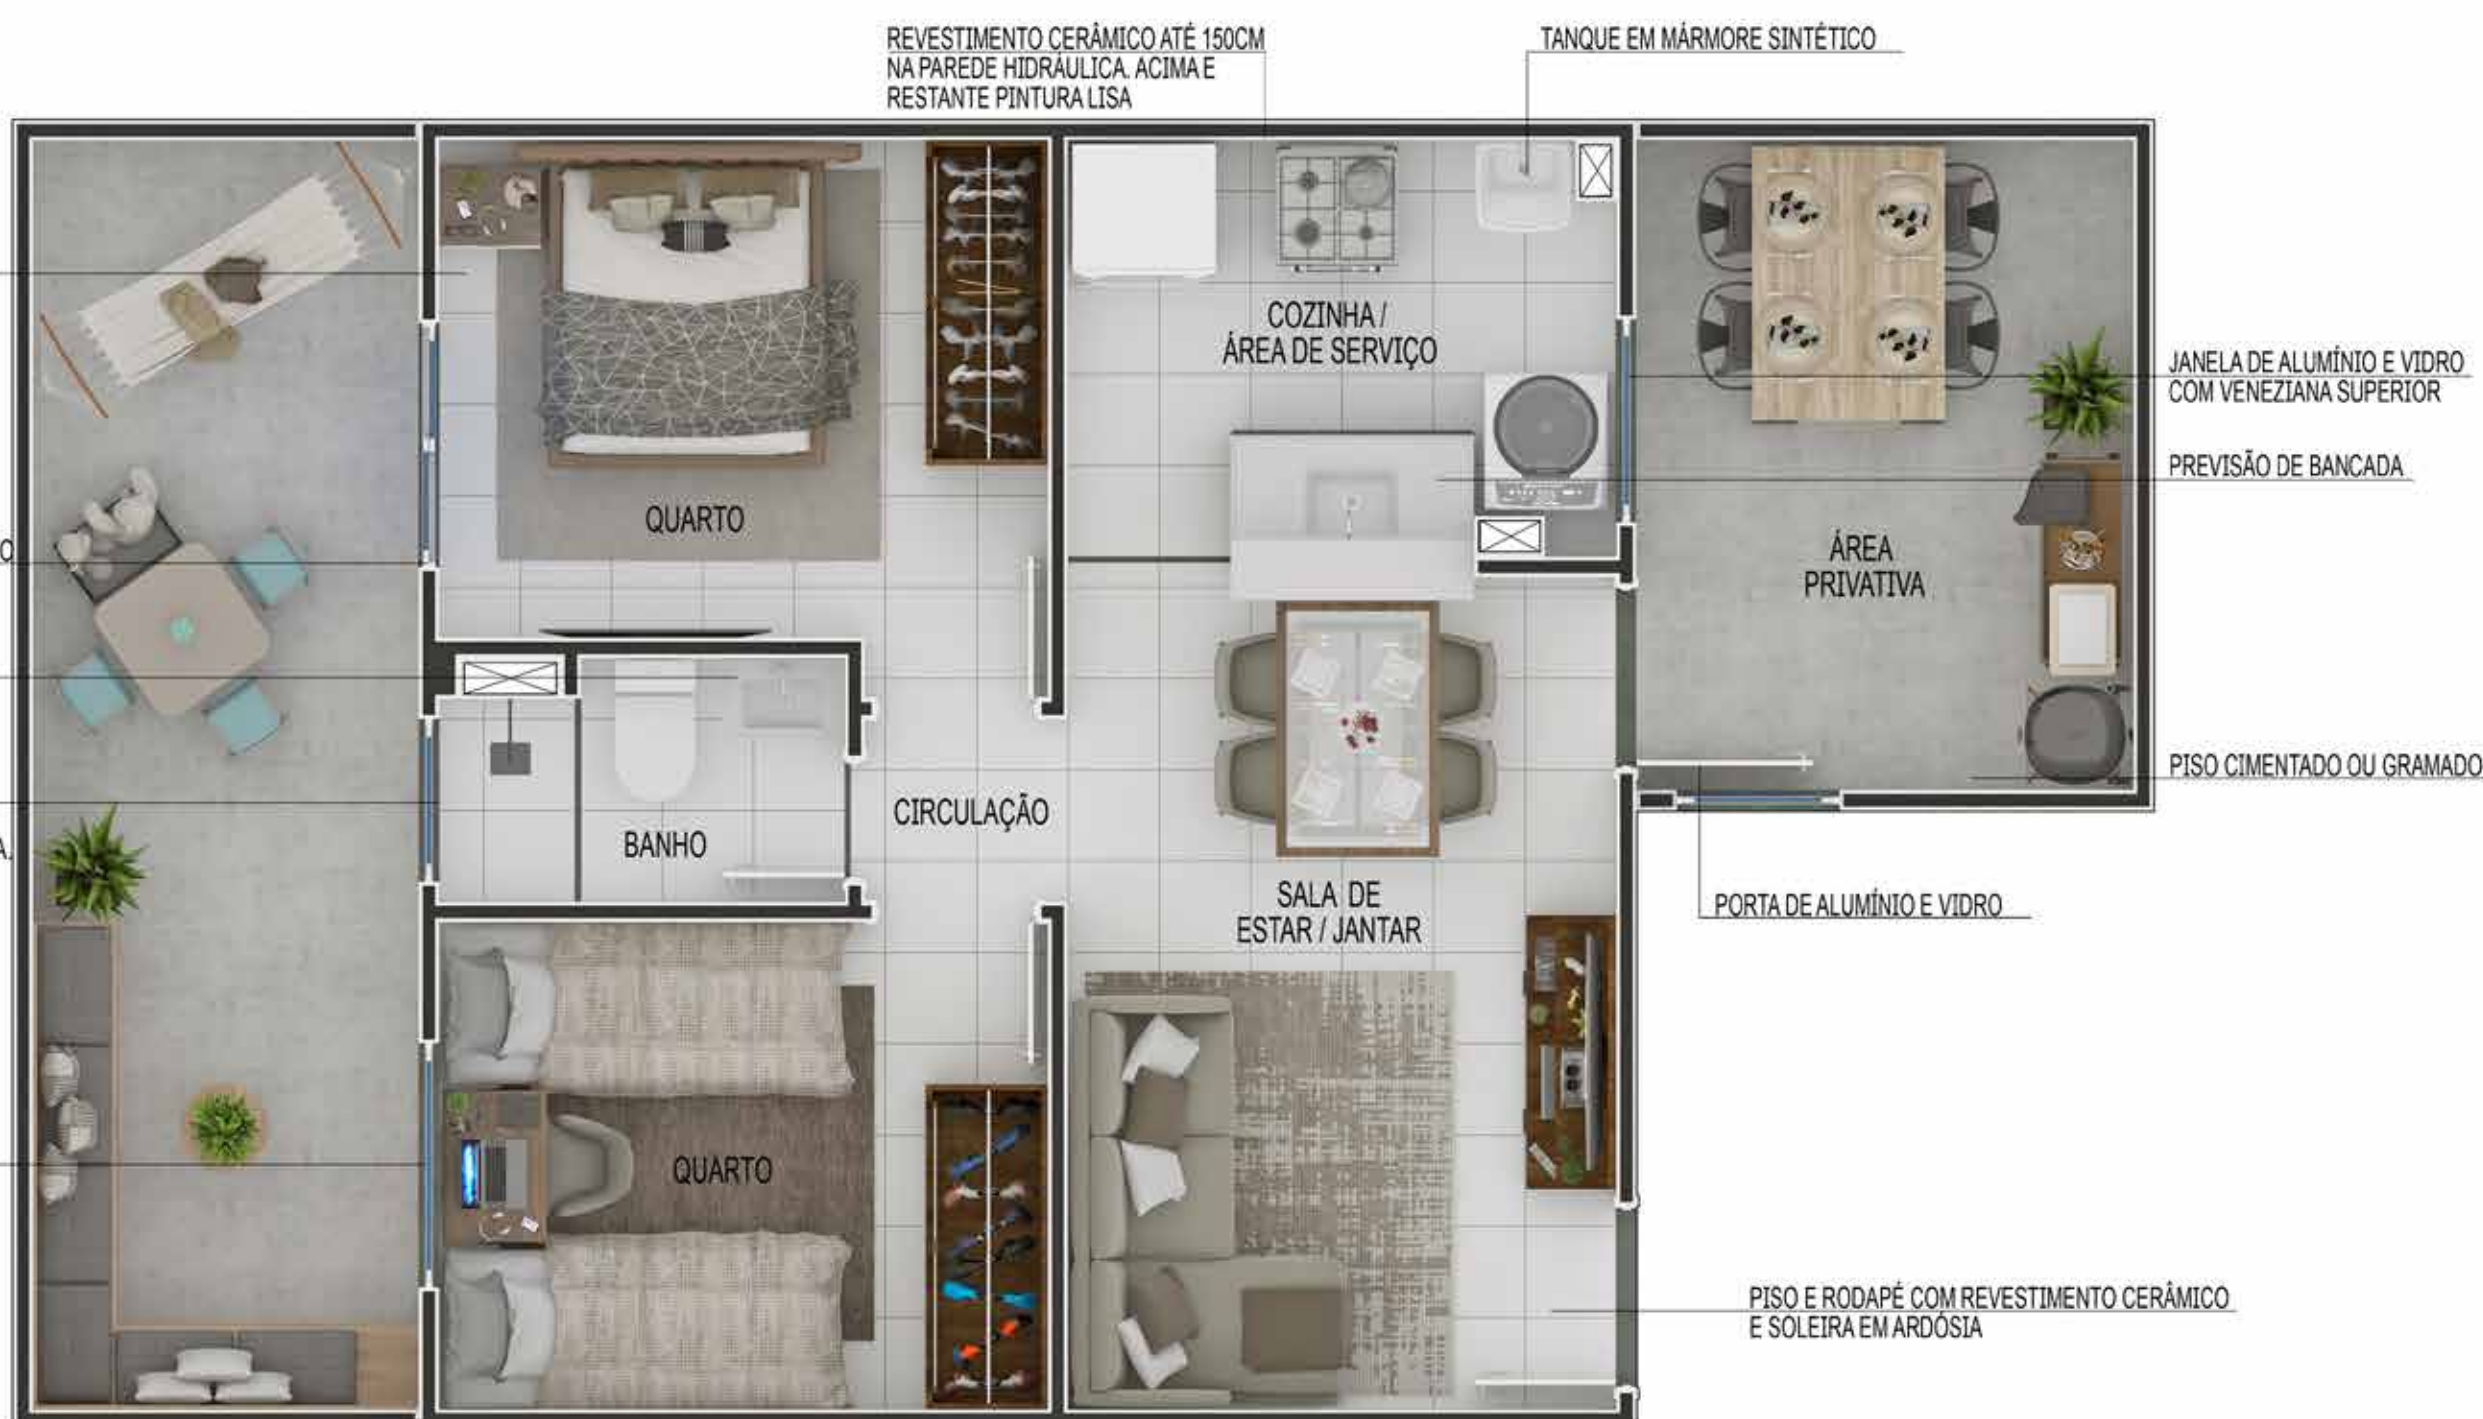 REVESTIMENTO CERÂMICO ATÉ 150CM
NA PAREDE HIDRÁULICA. ACIMA E
RESTANTE PINTURA LISA
TANQUE EM MÁRMORE SINTÉTICO
COZINHA /
ÁREA DE SERVIÇO
JANELA DE ALUMÍNIO E VIDRO
COM VENEZIANA SUPERIOR
PREVISÃO DE BANCADA
QUARTO
O
ÁREA
PRIVATIVA
PISO CIMENTADO OU GRAMADO
CIRCULAÇÃO
BANHO
A.
SALA DE
ESTAR / JANTAR
PORTA DE ALUMÍNIO E VIDRO
QUARTO
PISO E RODAPÉ COM REVESTIMENTO CERÂMICO
E SOLEIRA EM ARDÓSIA